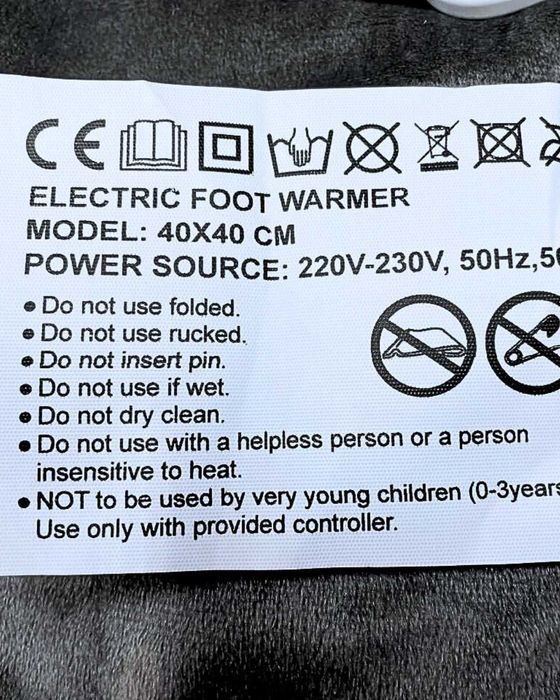 CE
ELECTRIC FOOT WARMER
MODEL: 40X40 CM
POWER SOURCE: 220V-230V, 50Hz,
• Do not use folded.
• Do not use rucked.
• Do not insert pin.
• Do not use if wet.
• Do not dry clean.
• Do not use with a helpless person or a person
insensitive to heat.
• NOT to be used by very young children (0-3years
Use only with provided controller.